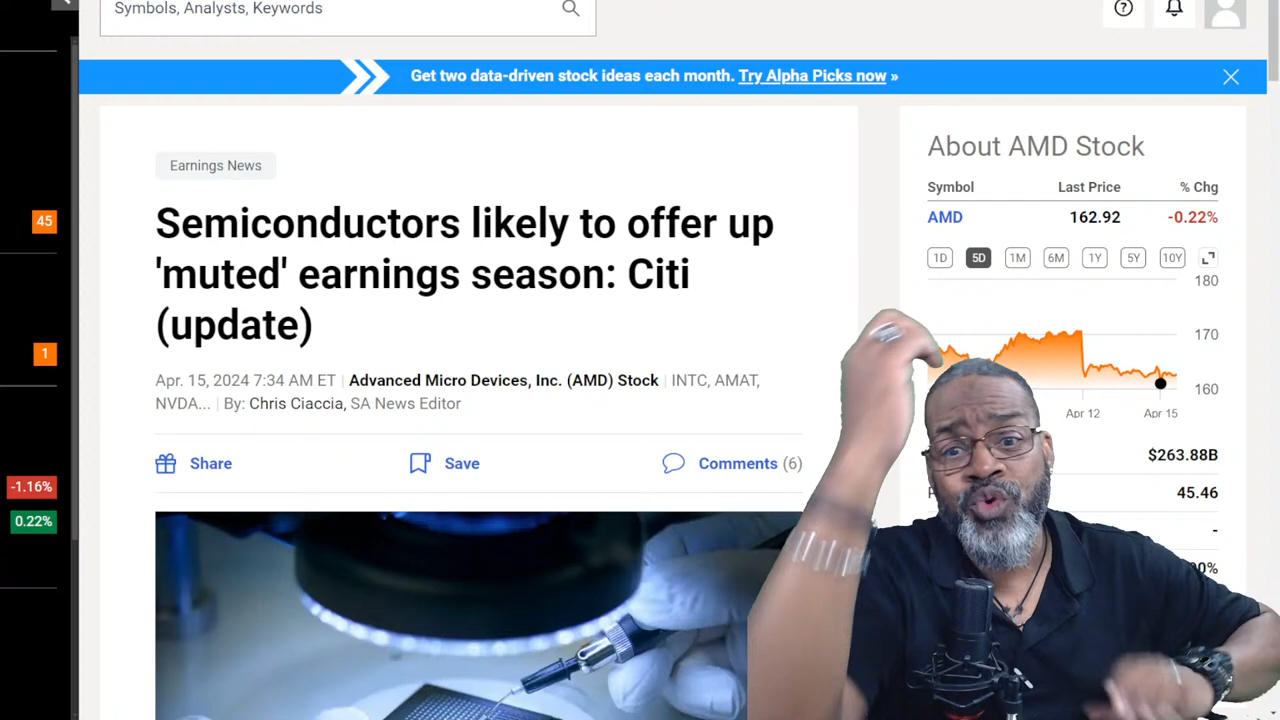 Symbols, Analysts, Keywords
Get two data-driven stock ideas each month. Try Alpha Picks now »
Earnings News
Semiconductors likely to offer up
'muted' earnings season: Citi
(update)
Apr. 15, 2024 7:34 AM ET | Advanced Micro Devices, Inc. (AMD) Stock | INTC, AMAT,
NVDA... | By: Chris Ciaccia, SA News Editor
Share
Save
Comments (6)
About AMD Stock
Symbol Last Price % Chg
AMD 162.92 -0.22%
1D 5D 1M 6M 1Y 5Y 10Y
180
170
160
Apr 12 Apr 15
$263.88B
45.46
-
45
1
-1.16%
0.22%